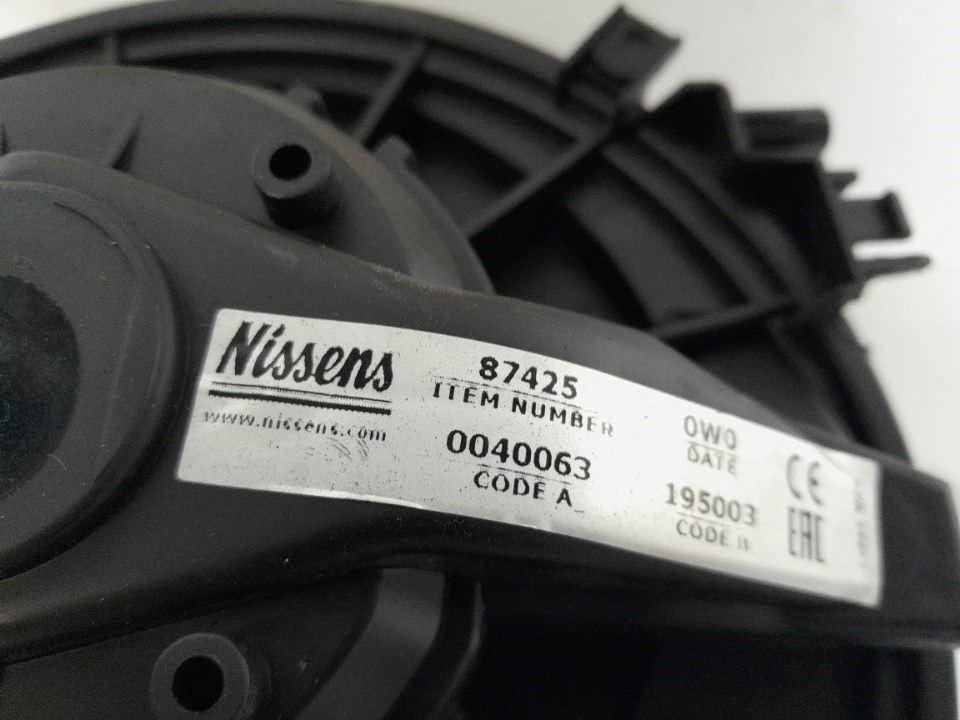 Nissens
www.nissens.com
87425
ITEM NUMBER
0040063
CODE A
0W0
DATE
195003
CODE B
CE
EAC